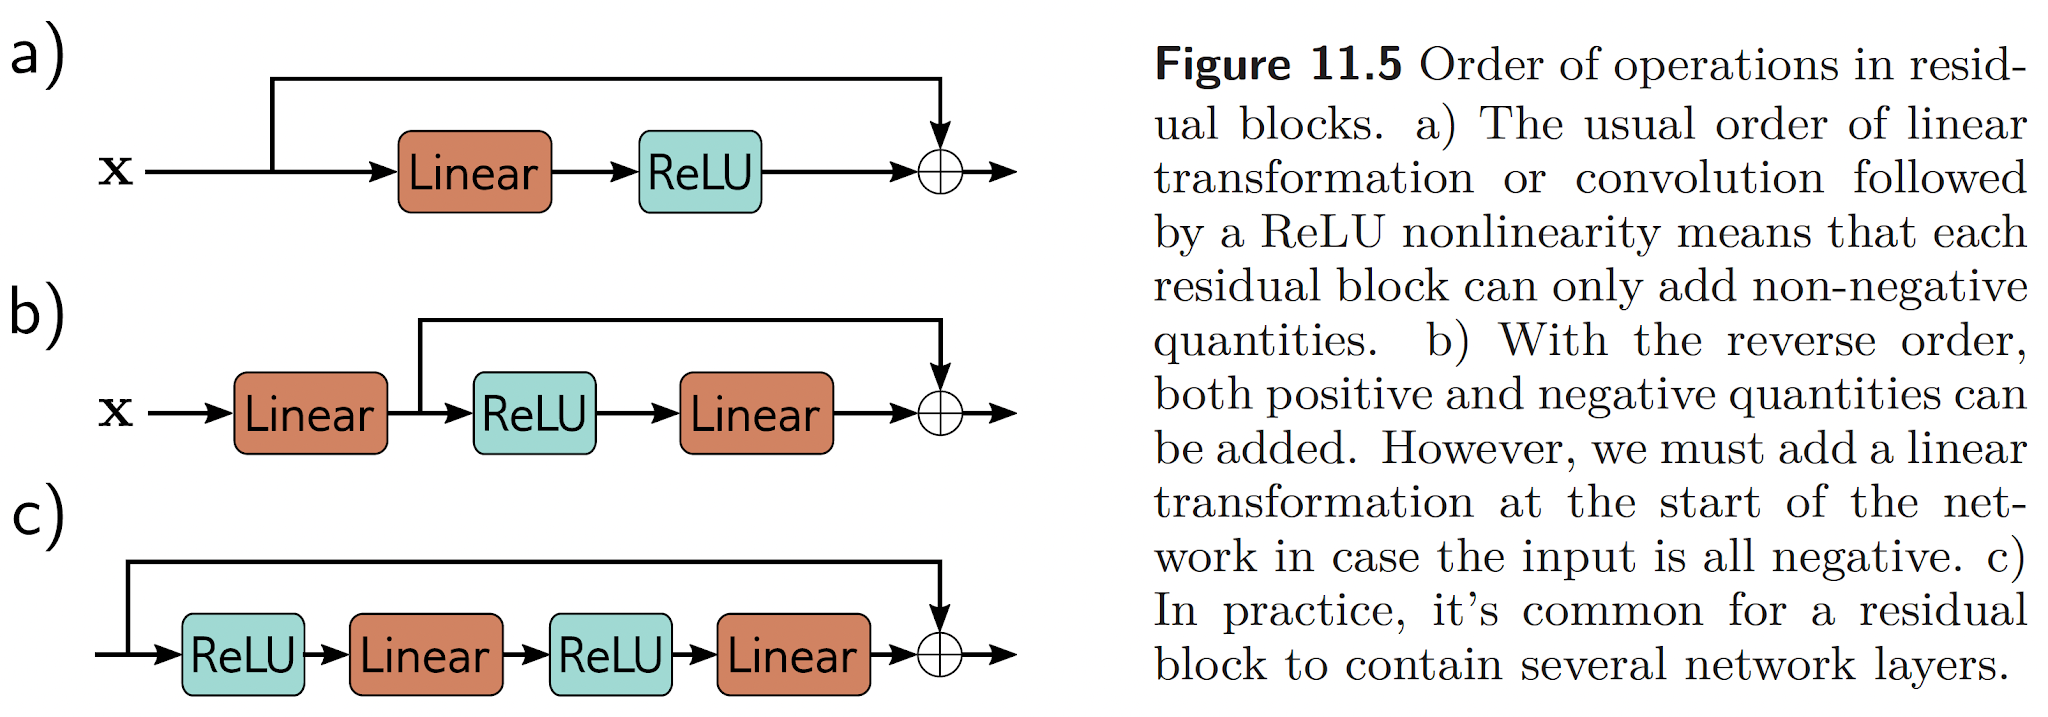 a)
x Linear ReLU
b)
x Linear ReLU Linear
c)
ReLU Linear ReLU Linear
Figure 11.5 Order of operations in resid-
ual blocks. a) The usual order of linear
transformation or convolution followed
by a ReLU nonlinearity means that each
residual block can only add non-negative
quantities. b) With the reverse order,
both positive and negative quantities can
be added. However, we must add a linear
transformation at the start of the net-
work in case the input is all negative. c)
In practice, it's common for a residual
block to contain several network layers.